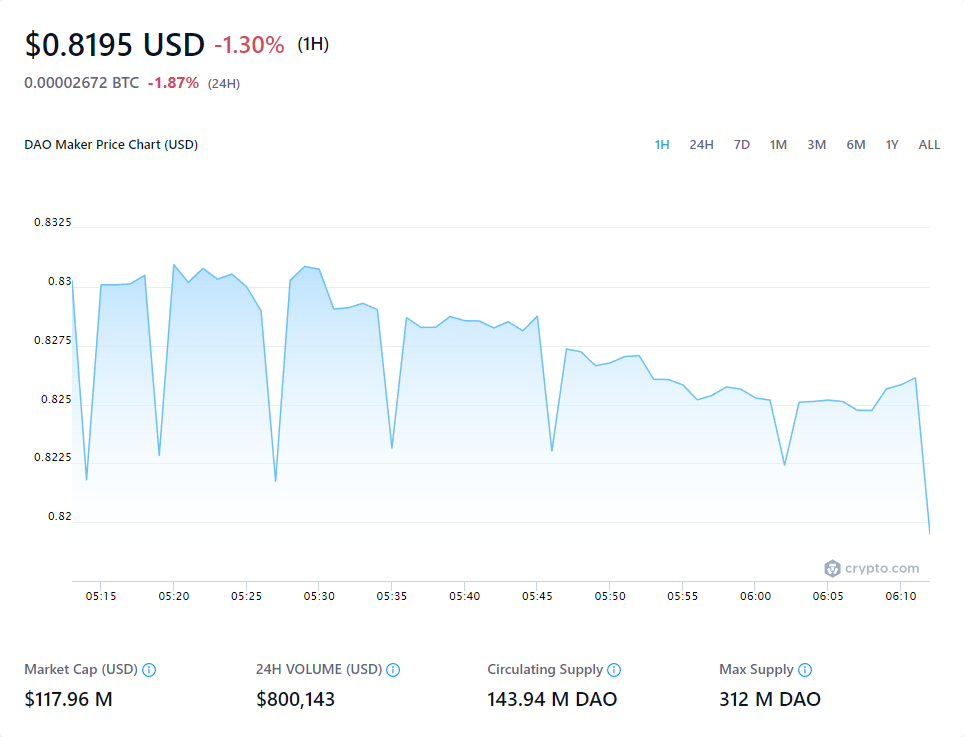 $0.8195 USD -1.30% (1H)
0.00002672 BTC -1.87% (24H)
DAO Maker Price Chart (USD) 1H 24H 7D 1M 3M 6M 1Y ALL
0.8325
0.83
0.8275
0.825
0.8225
0.82
crypto.com
05:15 05:20 05:25 05:30 05:35 05:40 05:45 05:50 05:55 06:00 06:05 06:10
Market Cap (USD) 24H VOLUME (USD) Circulating Supply Max Supply
$117.96 M $800,143 143.94 M DAO 312 M DAO